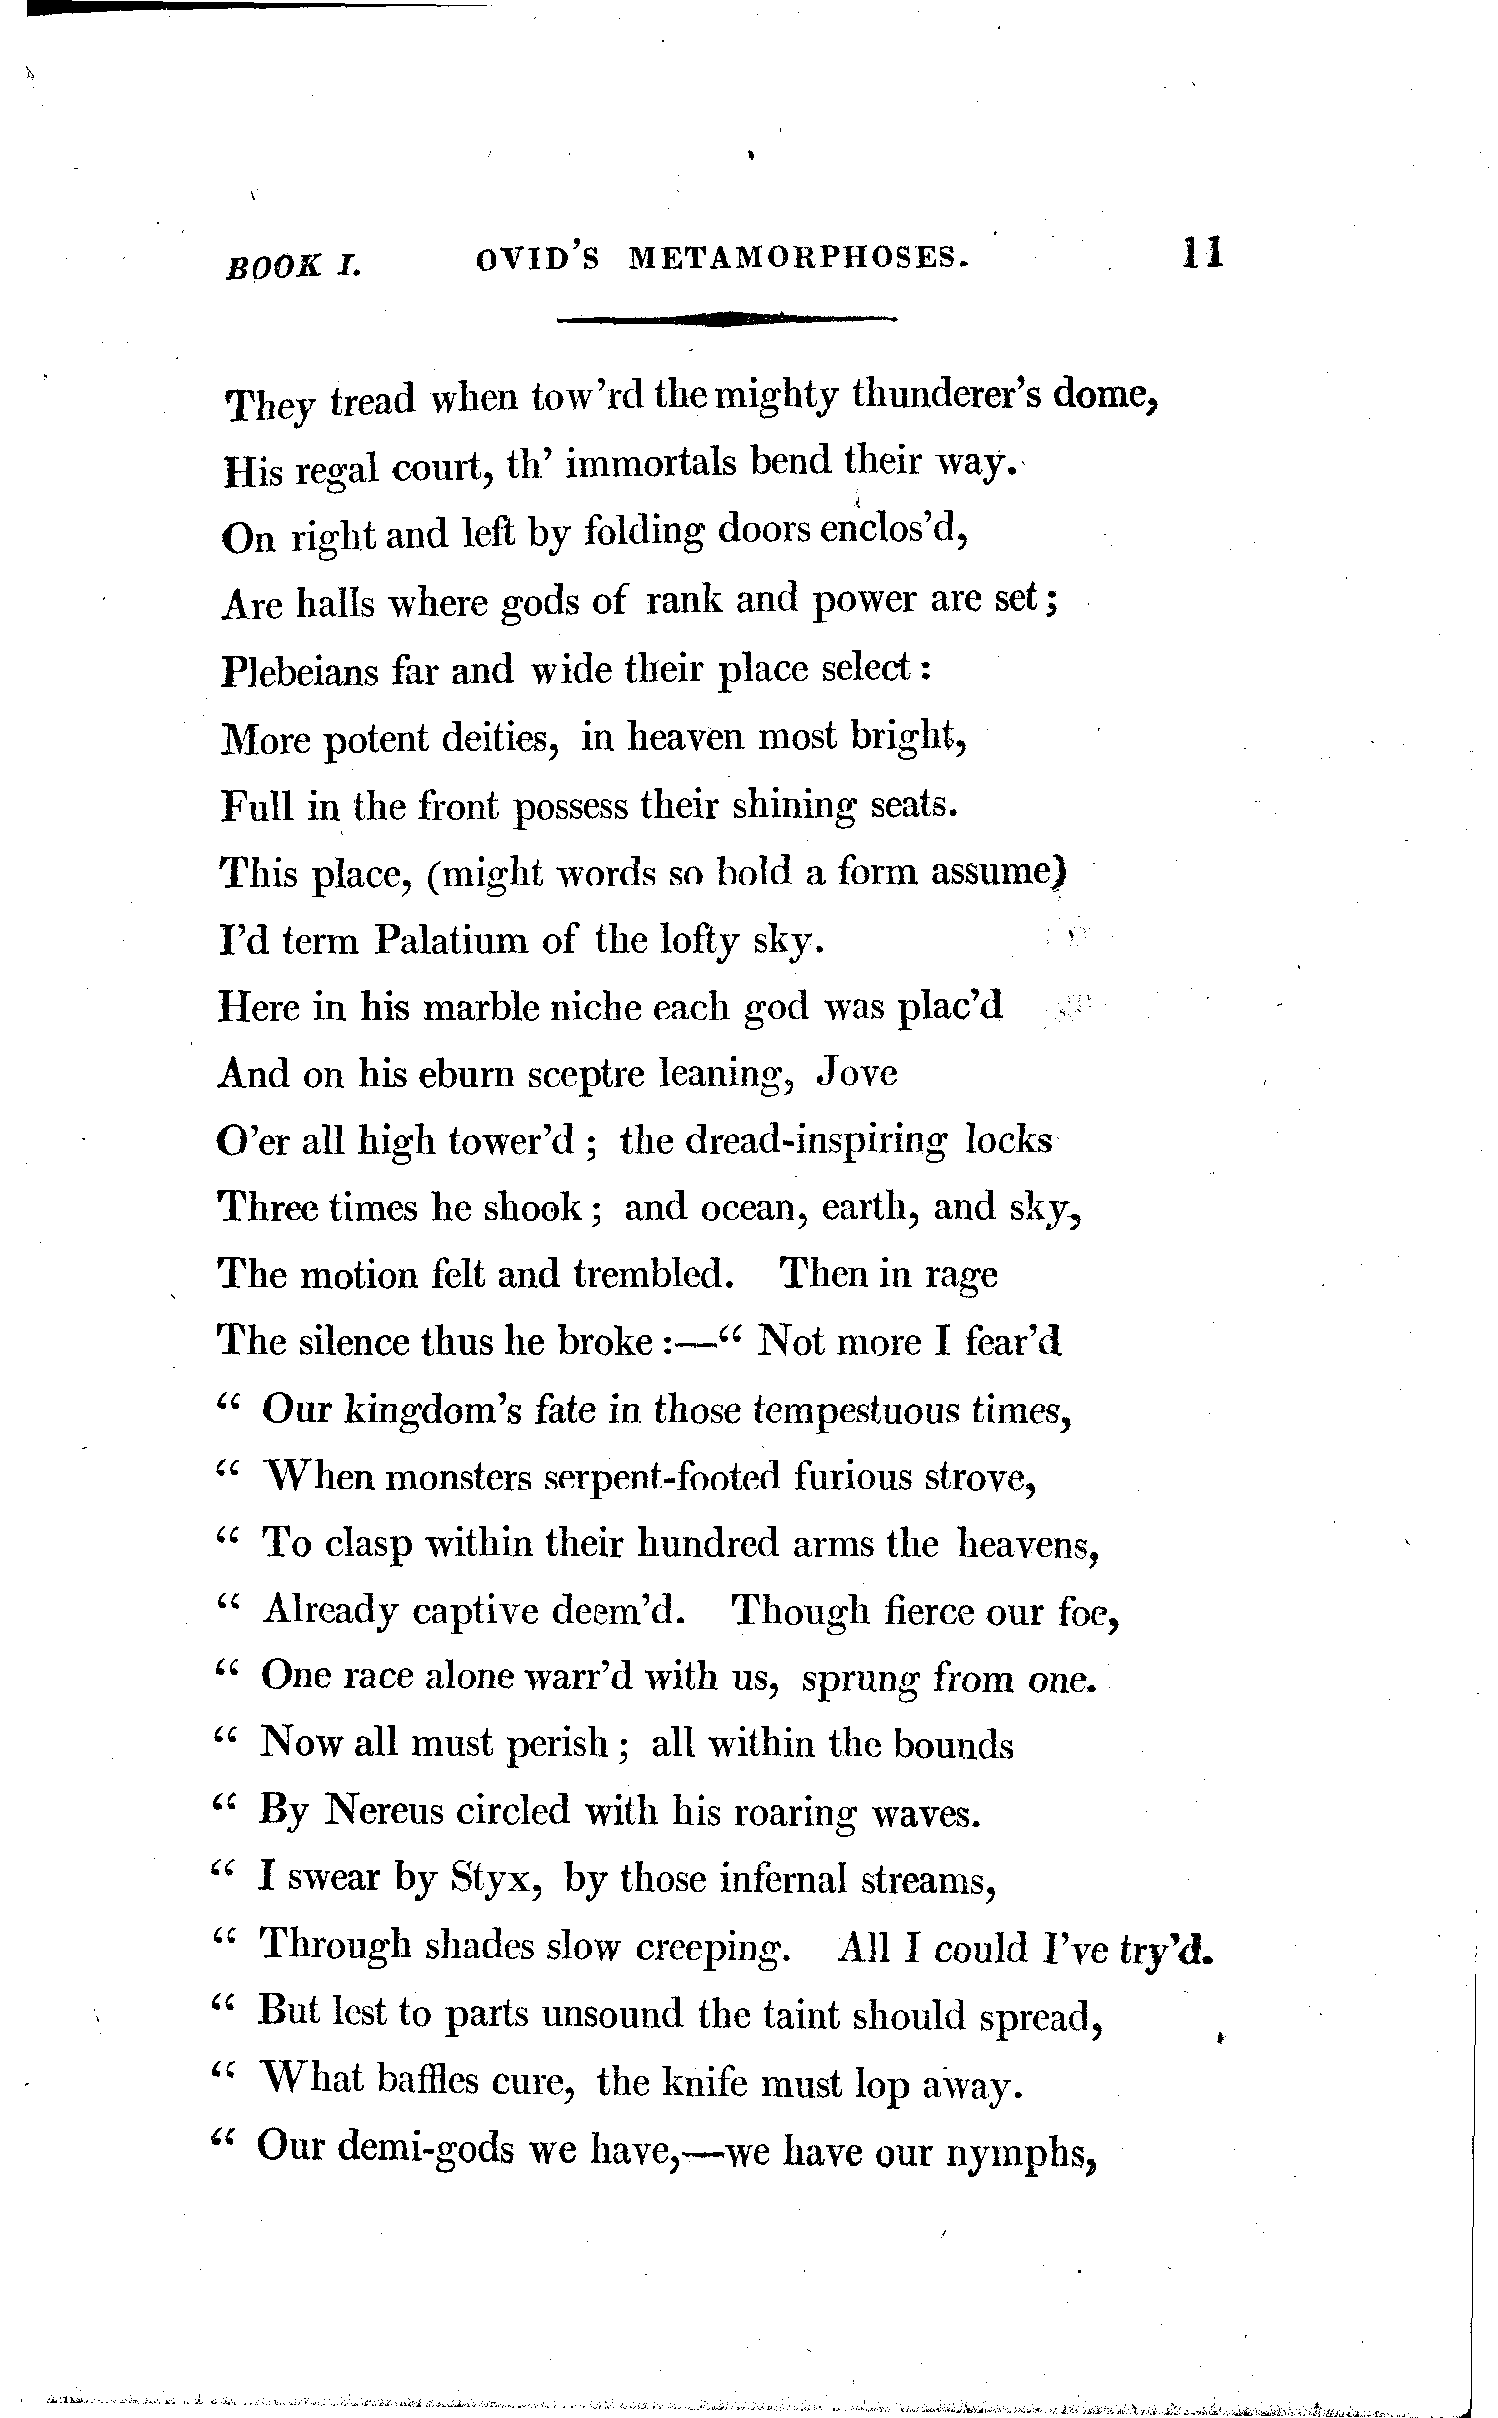 BOOK I. OVID'S METAMORPHOSES. 11
They tread when tow'rd the mighty thunderer's dome,
His regal court, th' immortals bend their way.
On right and left by folding doors enclos'd,
Are halls where gods of rank and power are set;
Plebeians far and wide their place select:
More potent deities, in heaven most bright,
Full in the front possess their shining seats.
This place, (might words so bold a form assume)
I'd term Palatium of the lofty sky.
Here in his marble niche each god was plac'd
And on his eburn sceptre leaning, Jove
O'er all high tower'd; the dread-inspiring locks
Three times he shook; and ocean, earth, and sky,
The motion felt and trembled. Then in rage
The silence thus he broke:—“ Not more I fear'd
“ Our kingdom's fate in those tempestuous times,
“ When monsters serpent-footed furious strove,
“ To clasp within their hundred arms the heavens,
“ Already captive deem'd. Though fierce our foe,
“ One race alone warr'd with us, sprung from one.
“ Now all must perish; all within the bounds
“ By Nereus circled with his roaring waves.
“ I swear by Styx, by those infernal streams,
“ Through shades slow creeping. All I could I've try'd.
“ But lest to parts unsound the taint should spread,
“ What baffles cure, the knife must lop away.
“ Our demi-gods we have,—we have our nymphs,